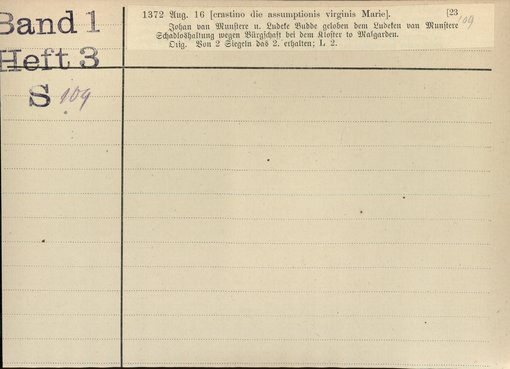 Band 1
Heft 3
S 109
1372 Aug. 16 [crastino die assumptionis virginis Marie]. [23
109
Johan van Munstere u. Ludeke Budde geloben dem Ludeken van Munstere
Schadloshaltung wegen Bürgschaft bei dem Kloster to Malgarden.
Orig. Von 2 Siegeln das 2. erhalten; L 2.